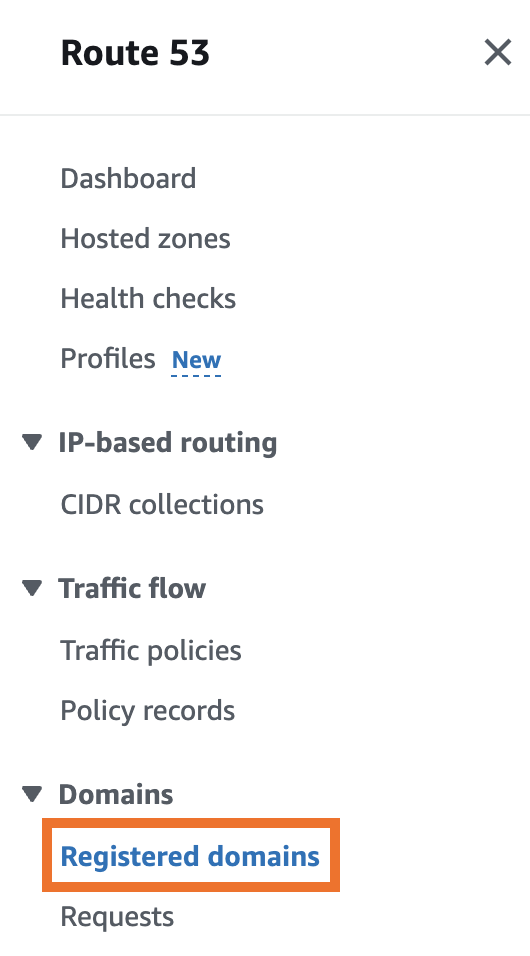 Route 53
Dashboard
Hosted zones
Health checks
Profiles New
IP-based routing
CIDR collections
Traffic flow
Traffic policies
Policy records
Domains
Registered domains
Requests